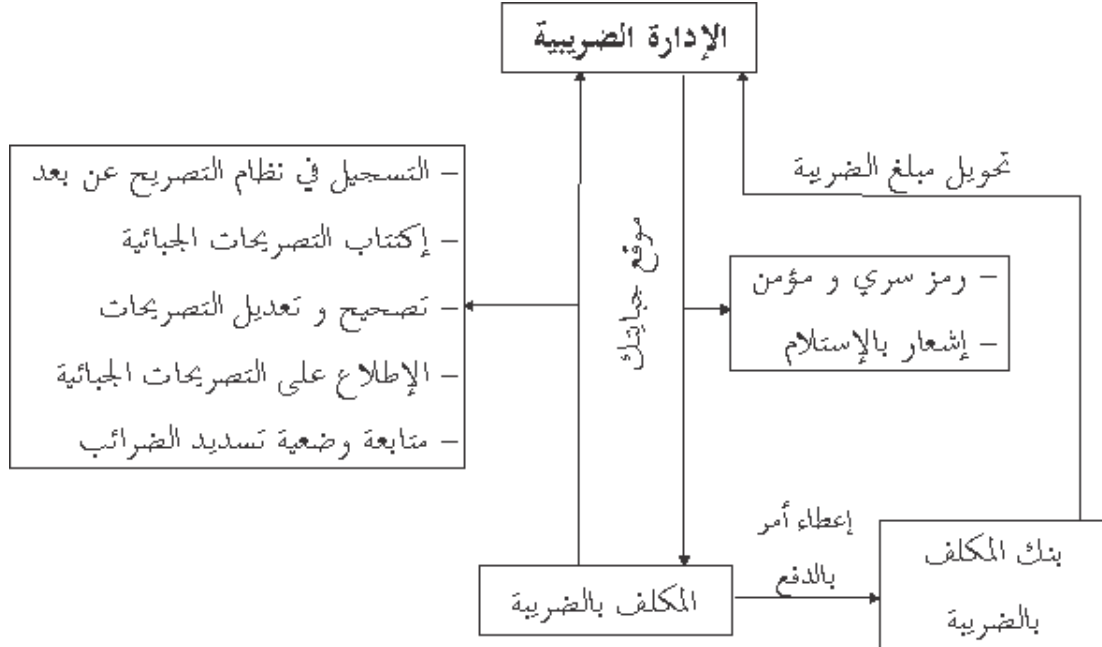 الإدارة الضريبية
تحويل مبلغ الضريبة
– التسجيل في نظام التصريح عن بعد
– إكتتاب التصريحات الجبائية
– تصحيح و تعديل التصريحات
– الإطلاع على التصريحات الجبائية
– متابعة وضعية تسديد الضرائب
موقع جبايتك
– رمز سري و مؤمن
– إشعار بالإستلام
إعطاء أمر
بالدفع
بنك المكلف
بالضريبة
المكلف بالضريبة